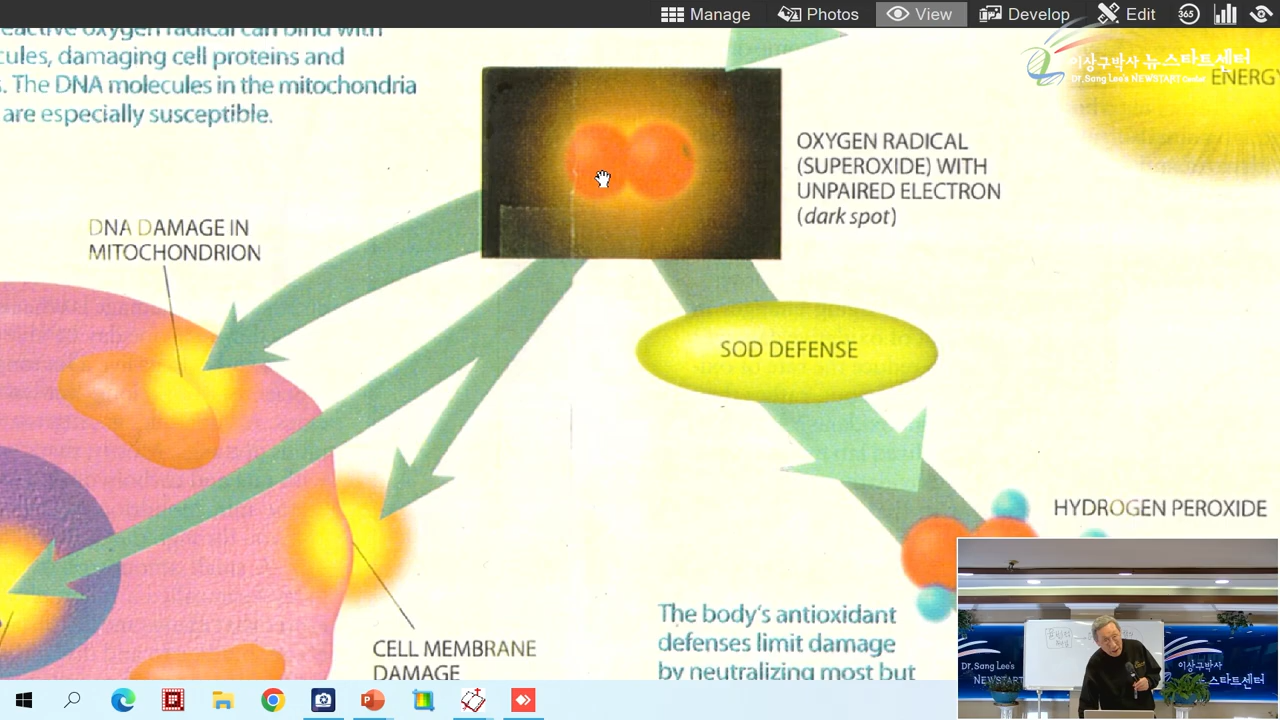 Manage
Photos
View
Develop
Edit
365
reactive oxygen radical can bind with
cules, damaging cell proteins and
s. The DNA molecules in the mitochondria
are especially susceptible.
이상구박사 뉴스타트센터
Dr.Sang Lee's NEWSTART Center
ENERGY
OXYGEN RADICAL
(SUPEROXIDE) WITH
UNPAIRED ELECTRON
(dark spot)
DNA DAMAGE IN
MITOCHONDRION
SOD DEFENSE
HYDROGEN PEROXIDE
The body's antioxidant
defenses limit damage
by neutralizing most but
CELL MEMBRANE
DAMAGE
Dr.Sang Lee's
NEWSTART
이상구박사
뉴스타트센터